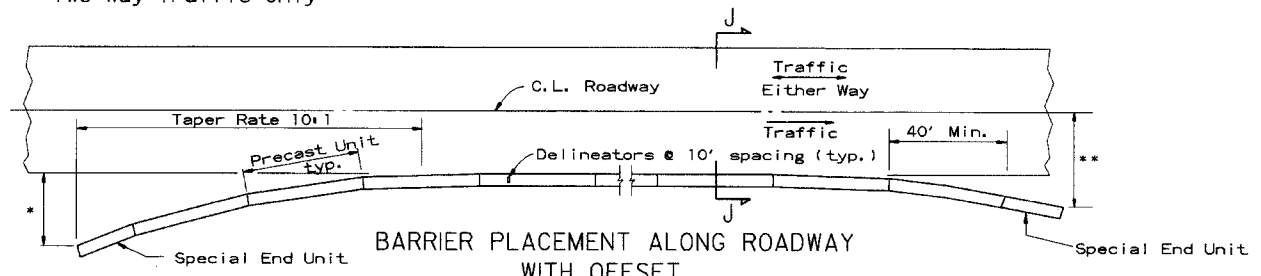 Two Way Traffic Only
J
Traffic
Either Way
C.L. Roadway
Taper Rate 10:1
Traffic
40' Min.
Precast Unit
typ.
Delineators @ 10' spacing (typ.)
*
**
J
BARRIER PLACEMENT ALONG ROADWAY
WITH OFFSET
Special End Unit
Special End Unit